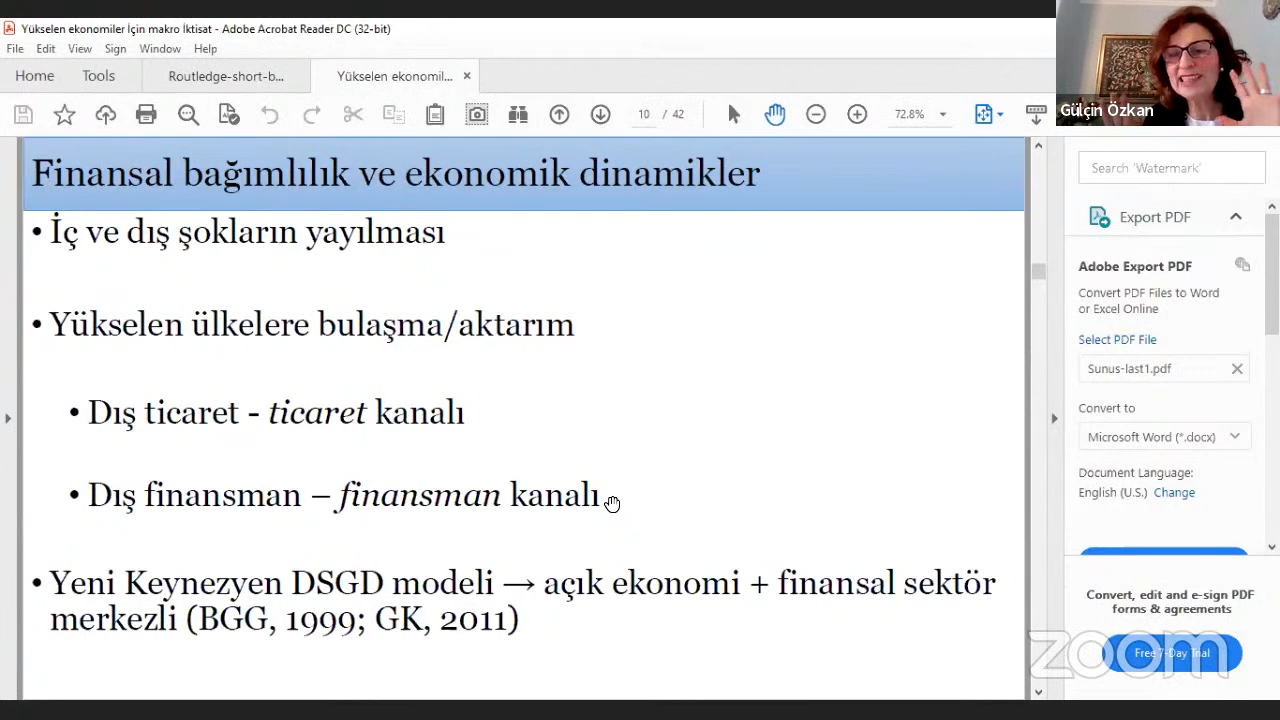 Yükselen ekonomiler İçin makro İktisat - Adobe Acrobat Reader DC (32-bit)
File Edit View Sign Window Help
Home Tools Routledge-short-b... Yükselen ekonomil... ×
10 / 42 72.8%
Gülçin Özkan
Finansal bağımlılık ve ekonomik dinamikler
• İç ve dış şokların yayılması
• Yükselen ülkelere bulaşma/aktarım
• Dış ticaret - ticaret kanalı
• Dış finansman – finansman kanalı
• Yeni Keynezyen DSGD modeli → açık ekonomi + finansal sektör
merkezli (BGG, 1999; GK, 2011)
Search 'Watermark'
Export PDF
Adobe Export PDF
Convert PDF Files to Word
or Excel Online
Select PDF File
Sunus-last1.pdf
Convert to
Microsoft Word (*.docx)
Document Language:
English (U.S.) Change
Convert, edit and e-sign PDF
forms & agreements
Free 7-Day Trial
zoom